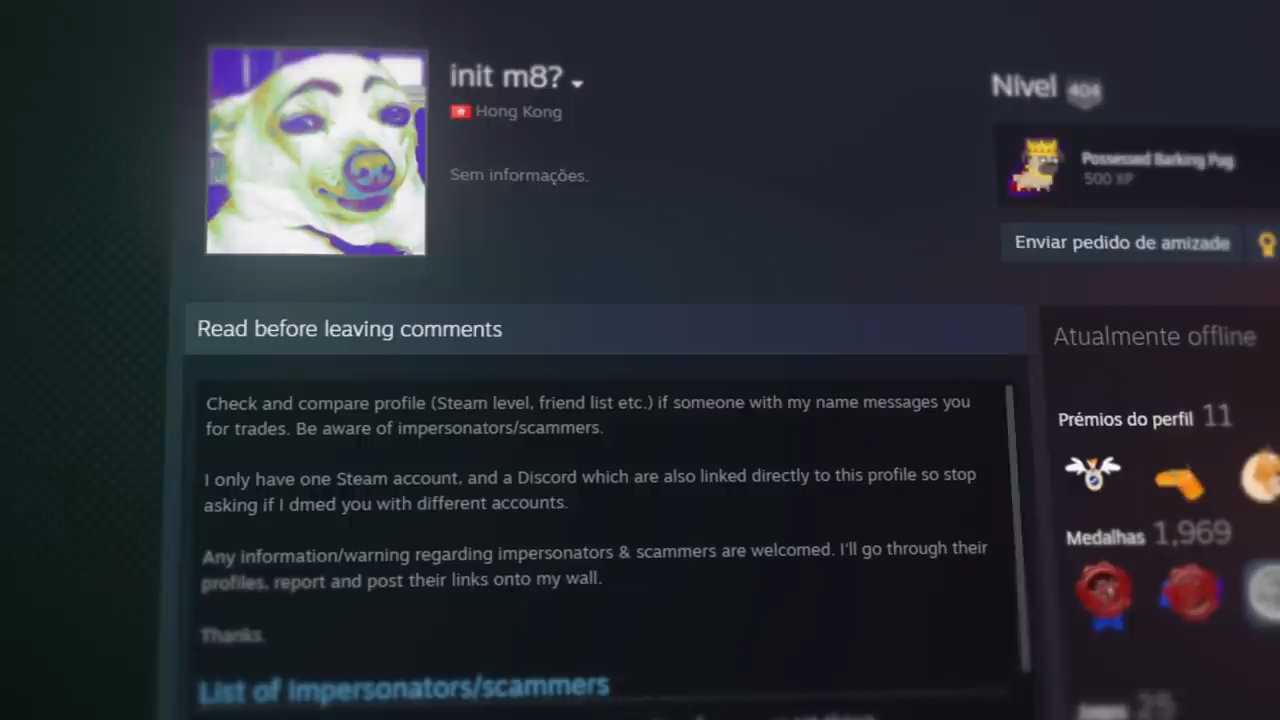 init m8?
Hong Kong
Sem informações.
Nível 404
Possessed Barking Pug
500 XP
Enviar pedido de amizade
Read before leaving comments
Atualmente offline
Check and compare profile (Steam level, friend list etc.) if someone with my name messages you
for trades. Be aware of impersonators/scammers.
I only have one Steam account, and a Discord which are also linked directly to this profile so stop
asking if I dmed you with different accounts.
Any information/warning regarding impersonators & scammers are welcomed. I'll go through their
profiles, report and post their links onto my wall.
Thanks.
List of Impersonators/scammers
Prémios do perfil 11
Medalhas 1,969
25